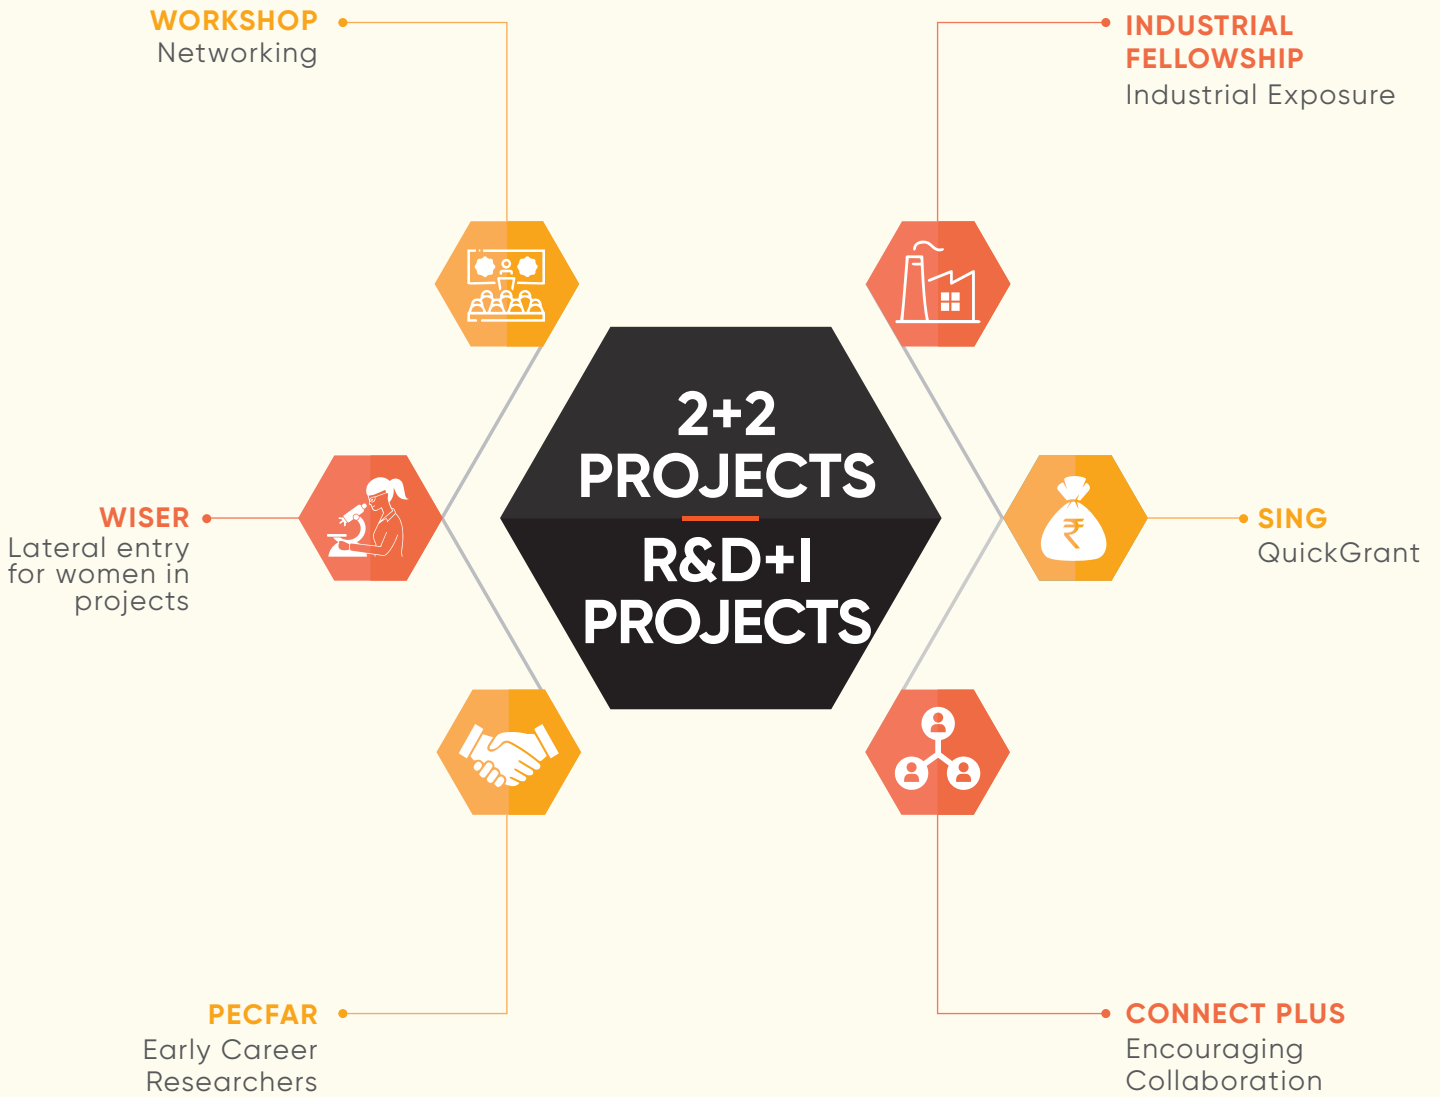 WORKSHOP
Networking
INDUSTRIAL
FELLOWSHIP
Industrial Exposure
2+2
PROJECTS
R&D+I
PROJECTS
WISER
Lateral entry
for women in
projects
₹
SING
QuickGrant
PECFAR
Early Career
Researchers
CONNECT PLUS
Encouraging
Collaboration